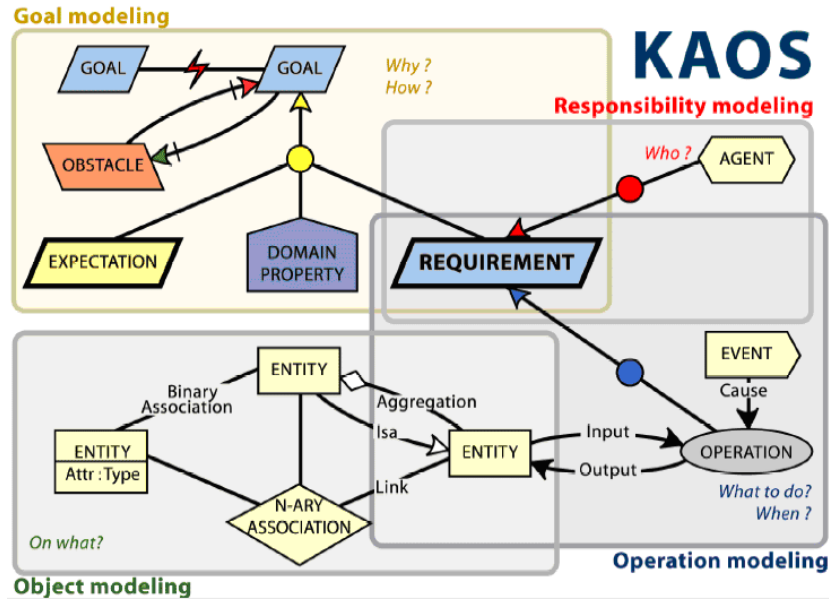 Goal modeling
KAOS
GOAL
GOAL
Why ?
How ?
Responsibility modeling
OBSTACLE
Who ?
AGENT
EXPECTATION
DOMAIN
PROPERTY
REQUIREMENT
EVENT
Cause
ENTITY
Binary
Association
Aggregation
Isa
ENTITY
Attr : Type
ENTITY
Input
Output
OPERATION
Link
N-ARY
ASSOCIATION
What to do?
When ?
On what?
Operation modeling
Object modeling